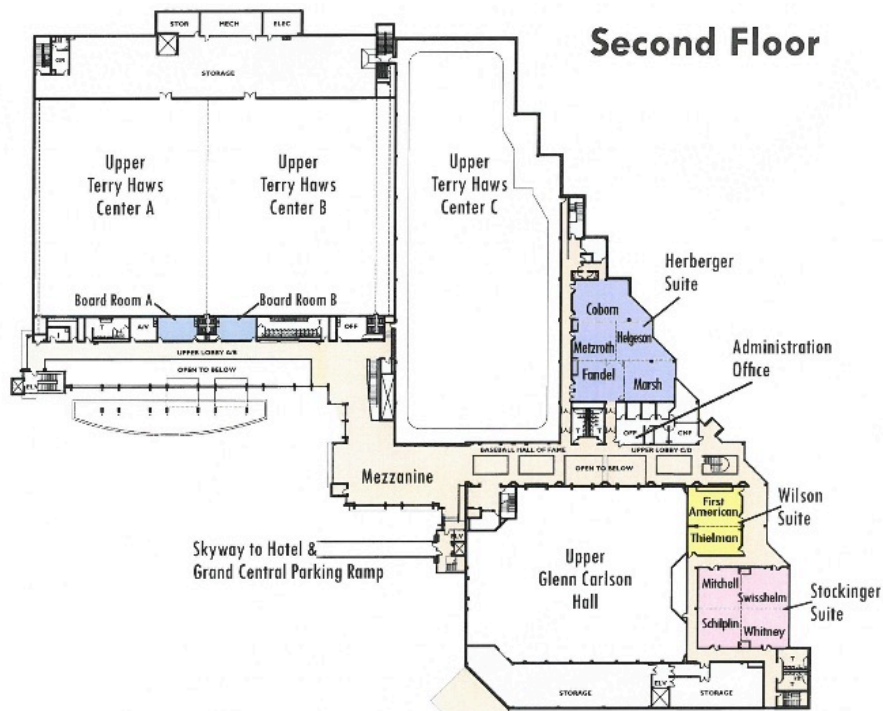 Second Floor
STOR
MECH
ELEC
STORAGE
Upper
Terry Haws
Center A
Upper
Terry Haws
Center B
Upper
Terry Haws
Center C
Board Room A
Board Room B
T
A/V
T
OFF
UPPER LOBBY A/B
OPEN TO BELOW
ELV
Herberger
Suite
Coborn
Helgeson
Metzroth
Fandel
Marsh
Administration
Office
T
T
OFF
CNF
BASEBALL HALL OF FAME
UPPER LOBBY C/D
OPEN TO BELOW
Mezzanine
ELV
Skyway to Hotel &
Grand Central Parking Ramp
Upper
Glenn Carlson
Hall
First
American
Thielman
Wilson
Suite
Mitchell
Swisshelm
Schilplin
Whitney
Stockinger
Suite
T
T
STORAGE
ELV
STORAGE